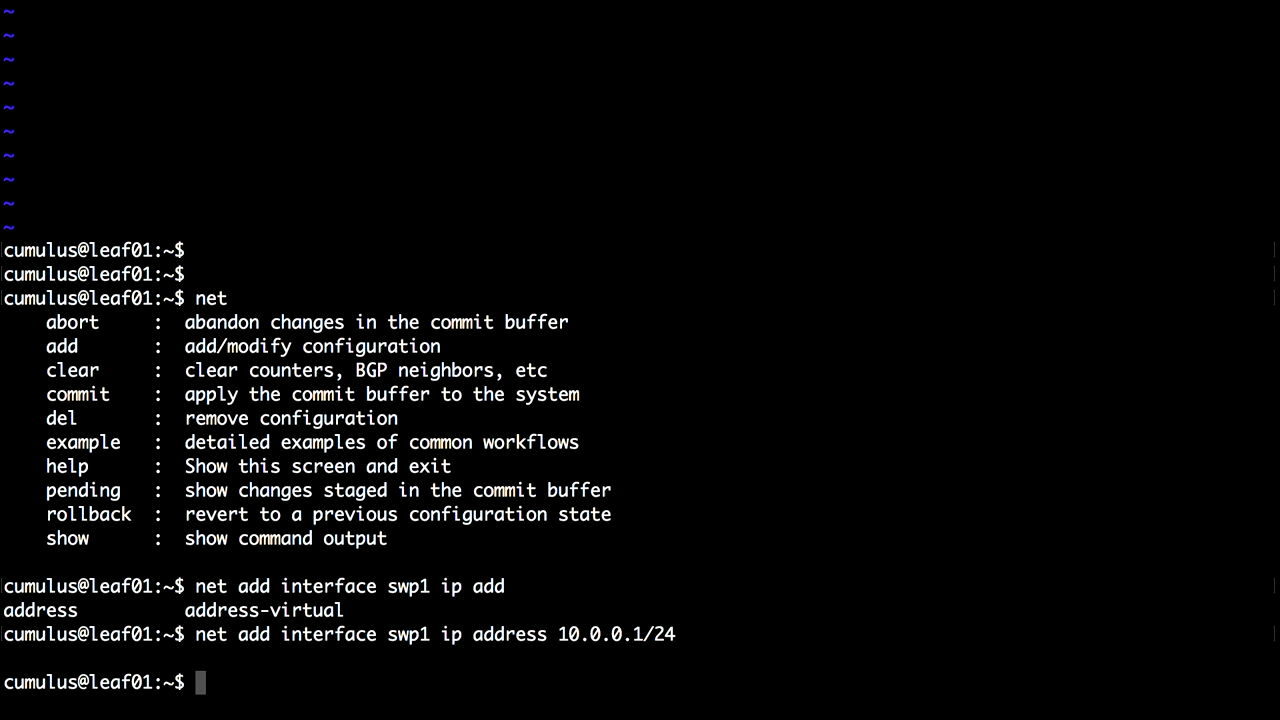 ~
~
~
~
~
~
~
~
~
~
cumulus@leaf01:~$
cumulus@leaf01:~$
cumulus@leaf01:~$ net
    abort     :  abandon changes in the commit buffer
    add       :  add/modify configuration
    clear     :  clear counters, BGP neighbors, etc
    commit    :  apply the commit buffer to the system
    del       :  remove configuration
    example   :  detailed examples of common workflows
    help      :  Show this screen and exit
    pending   :  show changes staged in the commit buffer
    rollback  :  revert to a previous configuration state
    show      :  show command output
cumulus@leaf01:~$ net add interface swp1 ip add
address          address-virtual
cumulus@leaf01:~$ net add interface swp1 ip address 10.0.0.1/24
cumulus@leaf01:~$